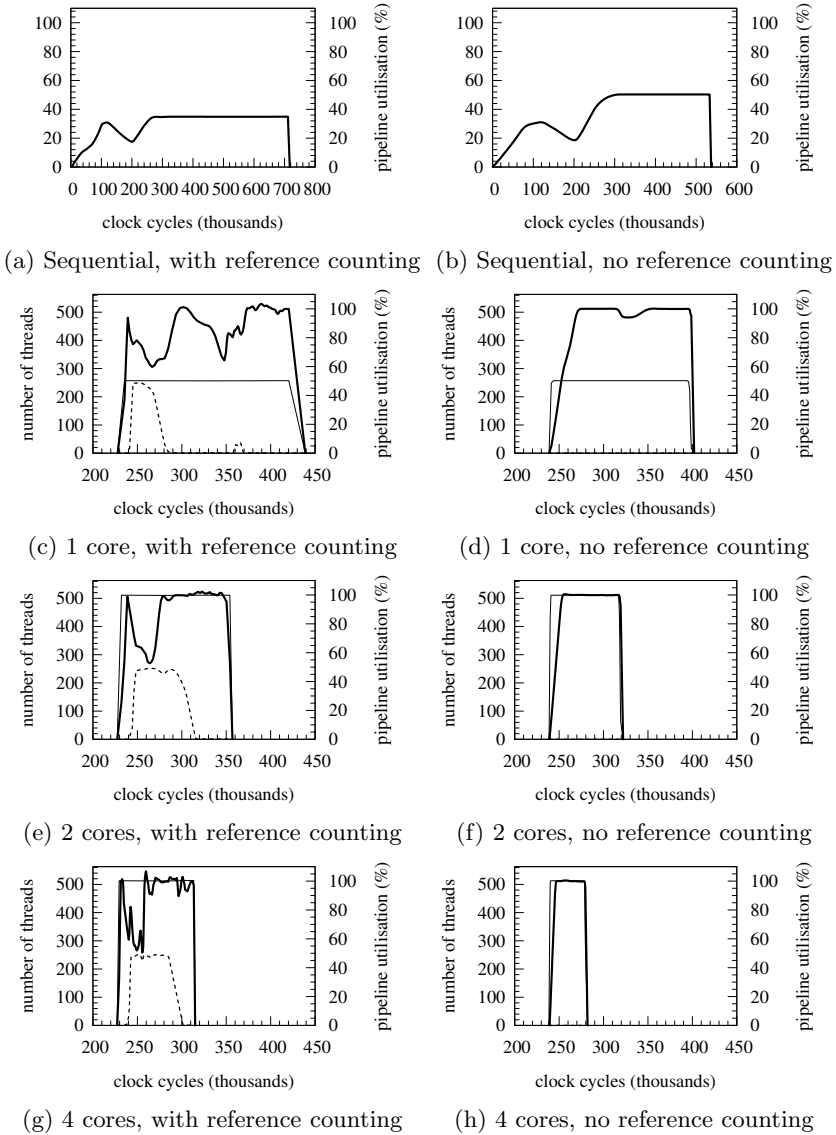 100 80 60 40 20 0
100 80 60 40 20 0
pipeline utilisation (%)
0 100 200 300 400 500 600 700 800
clock cycles (thousands)
100 80 60 40 20 0
100 80 60 40 20 0
pipeline utilisation (%)
0 100 200 300 400 500 600
clock cycles (thousands)
(a) Sequential, with reference counting
(b) Sequential, no reference counting
number of threads
500 400 300 200 100 0
100 80 60 40 20 0
pipeline utilisation (%)
200 250 300 350 400 450
clock cycles (thousands)
number of threads
500 400 300 200 100 0
100 80 60 40 20 0
pipeline utilisation (%)
200 250 300 350 400 450
clock cycles (thousands)
(c) 1 core, with reference counting
(d) 1 core, no reference counting
number of threads
500 400 300 200 100 0
100 80 60 40 20 0
pipeline utilisation (%)
200 250 300 350 400 450
clock cycles (thousands)
number of threads
500 400 300 200 100 0
100 80 60 40 20 0
pipeline utilisation (%)
200 250 300 350 400 450
clock cycles (thousands)
(e) 2 cores, with reference counting
(f) 2 cores, no reference counting
number of threads
500 400 300 200 100 0
100 80 60 40 20 0
pipeline utilisation (%)
200 250 300 350 400 450
clock cycles (thousands)
number of threads
500 400 300 200 100 0
100 80 60 40 20 0
pipeline utilisation (%)
200 250 300 350 400 450
clock cycles (thousands)
(g) 4 cores, with reference counting
(h) 4 cores, no reference counting